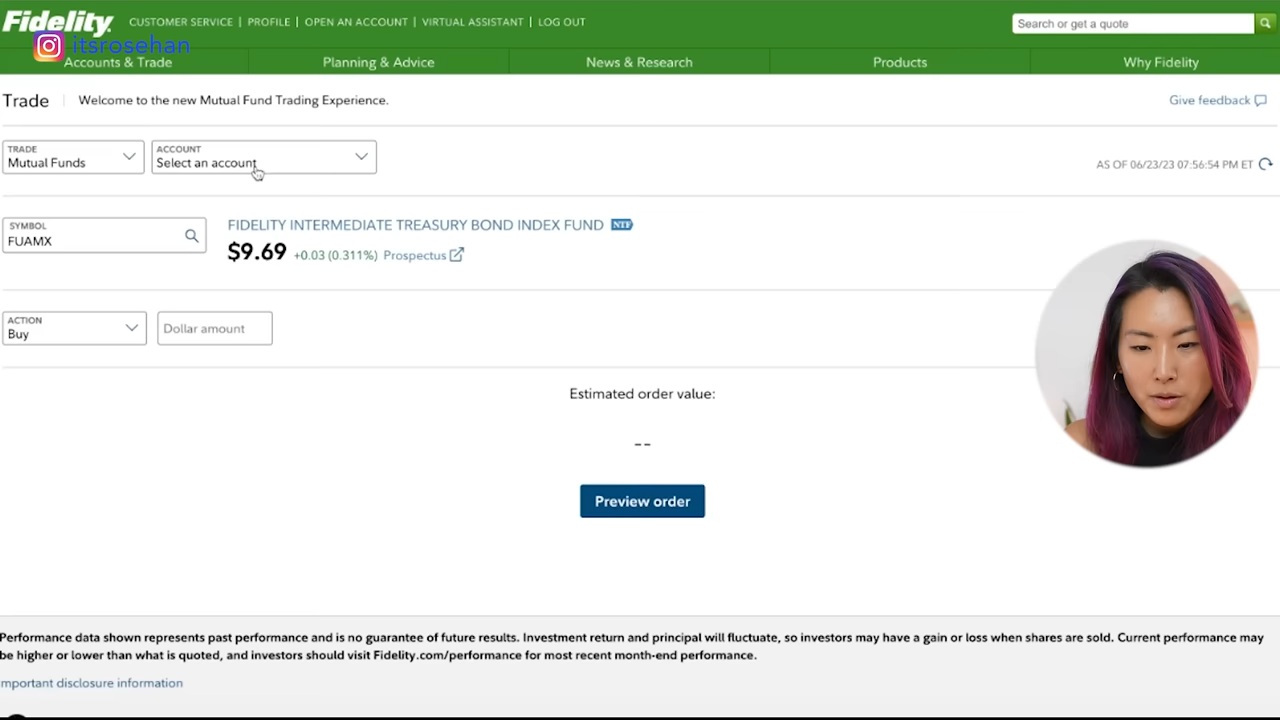 Fidelity
CUSTOMER SERVICE | PROFILE | OPEN AN ACCOUNT | VIRTUAL ASSISTANT | LOG OUT
Search or get a quote
itsrosehan
Accounts & Trade
Planning & Advice
News & Research
Products
Why Fidelity
Trade
Welcome to the new Mutual Fund Trading Experience.
Give feedback
TRADE
Mutual Funds
ACCOUNT
Select an account
AS OF 06/23/23 07:56:54 PM ET
SYMBOL
FUAMX
FIDELITY INTERMEDIATE TREASURY BOND INDEX FUND NTF
$9.69 +0.03 (0.311%) Prospectus
ACTION
Buy
Dollar amount
Estimated order value:
--
Preview order
Performance data shown represents past performance and is no guarantee of future results. Investment return and principal will fluctuate, so investors may have a gain or loss when shares are sold. Current performance may
be higher or lower than what is quoted, and investors should visit Fidelity.com/performance for most recent month-end performance.
mportant disclosure information